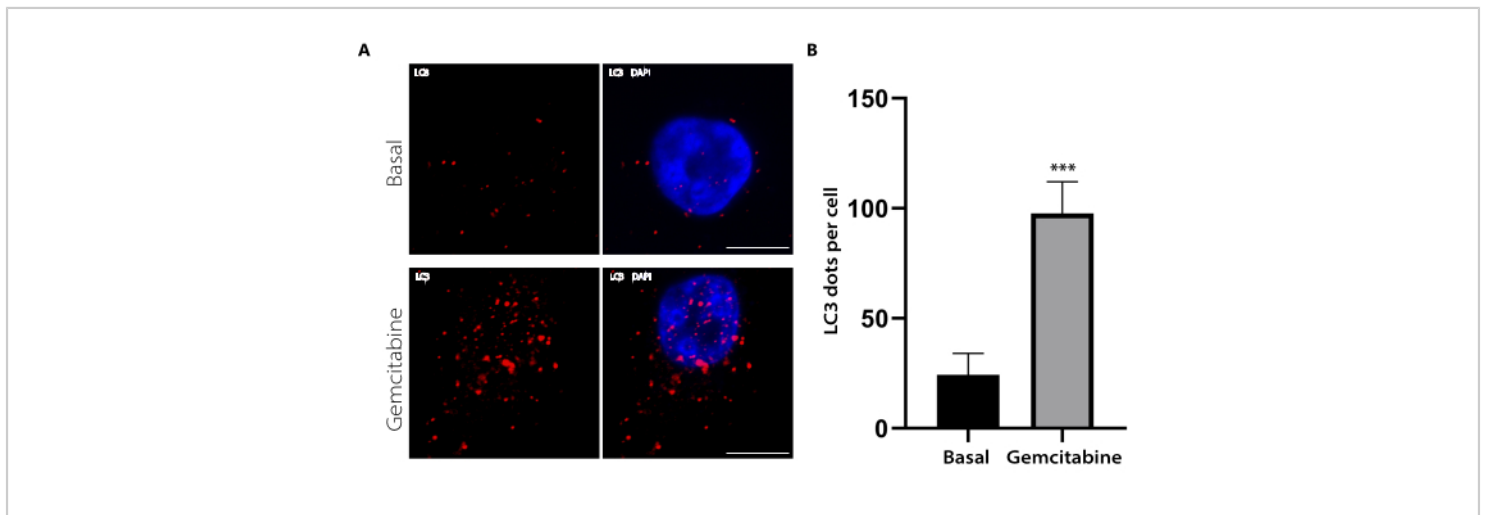 A
B
LC3
LC3 DAPI
Basal
LC3
LC3 DAPI
Gemcitabine
150
100
50
0
LC3 dots per cell
***
Basal Gemcitabine